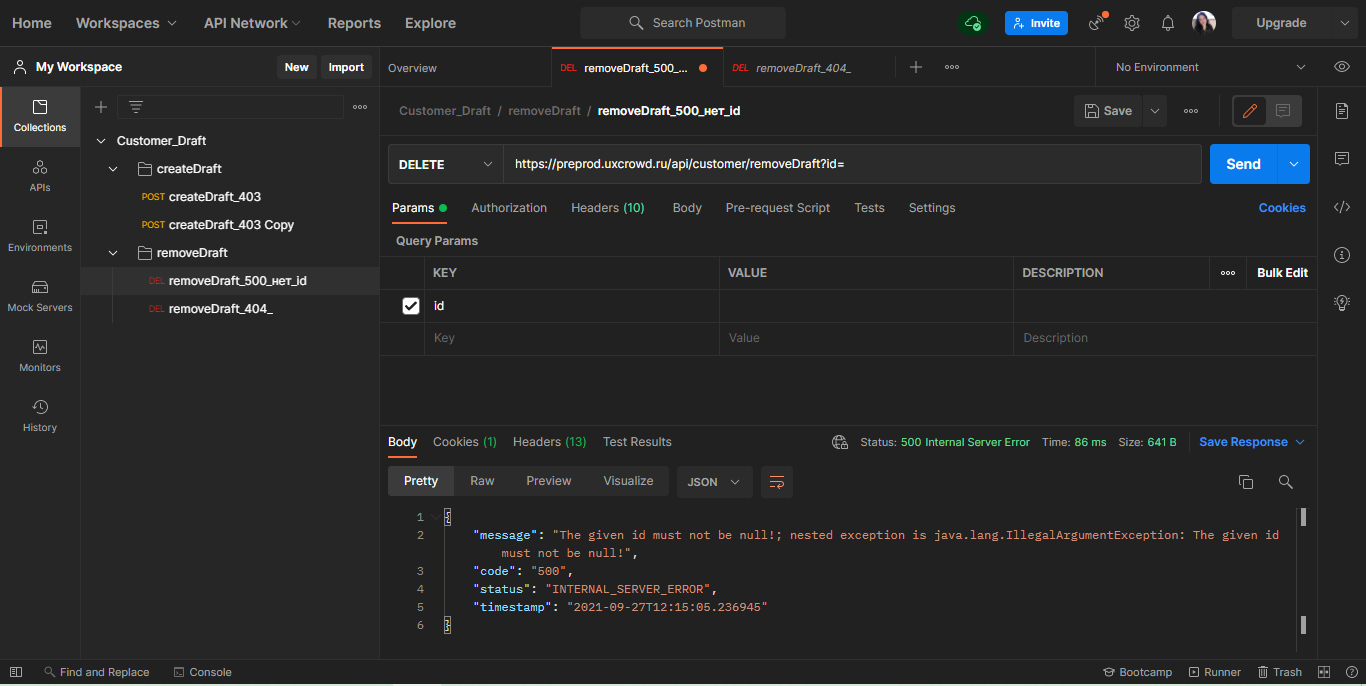 Home Workspaces API Network Reports Explore Search Postman Invite Upgrade
My Workspace New Import Overview DEL removeDraft_500_... DEL removeDraft_404_ No Environment
Collections
Customer_Draft / removeDraft / removeDraft_500_нет_id Save
Customer_Draft
createDraft
POST createDraft_403
POST createDraft_403 Copy
removeDraft
DEL removeDraft_500_нет_id
DEL removeDraft_404_
APIs
Environments
Mock Servers
Monitors
History
DELETE https://preprod.uxcrowd.ru/api/customer/removeDraft?id= Send
Params Authorization Headers (10) Body Pre-request Script Tests Settings Cookies
Query Params
KEY VALUE DESCRIPTION Bulk Edit
id
Key Value Description
Body Cookies (1) Headers (13) Test Results Status: 500 Internal Server Error Time: 86 ms Size: 641 B Save Response
Pretty Raw Preview Visualize JSON
1 {
2 "message": "The given id must not be null!; nested exception is java.lang.IllegalArgumentException: The given id
must not be null!",
3 "code": "500",
4 "status": "INTERNAL_SERVER_ERROR",
5 "timestamp": "2021-09-27T12:15:05.236945"
6 }
Find and Replace Console Bootcamp Runner Trash